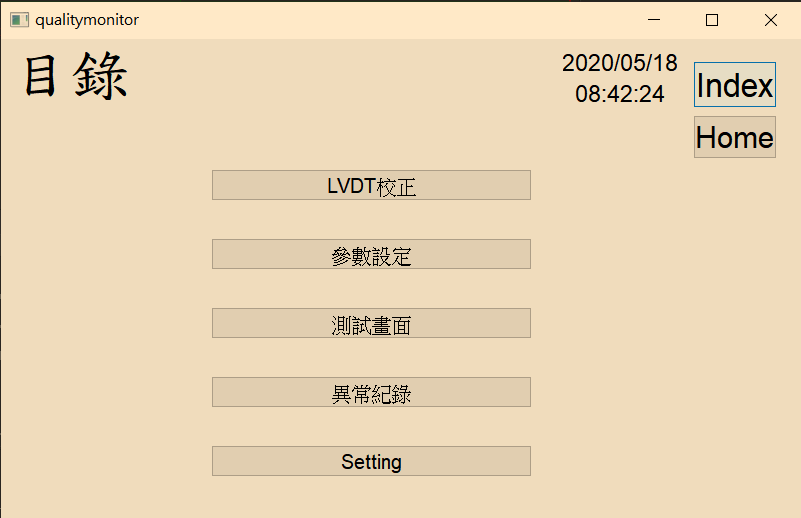 qualitymonitor
目錄
2020/05/18
08:42:24
Index
Home
LVDT校正
參數設定
測試畫面
異常紀錄
Setting